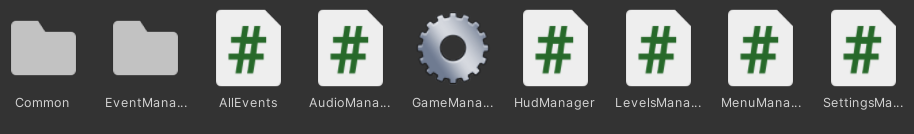 Common
EventMana...
AllEvents
AudioMana...
GameMana...
HudManager
LevelsMana...
MenuMana...
SettingsMa...